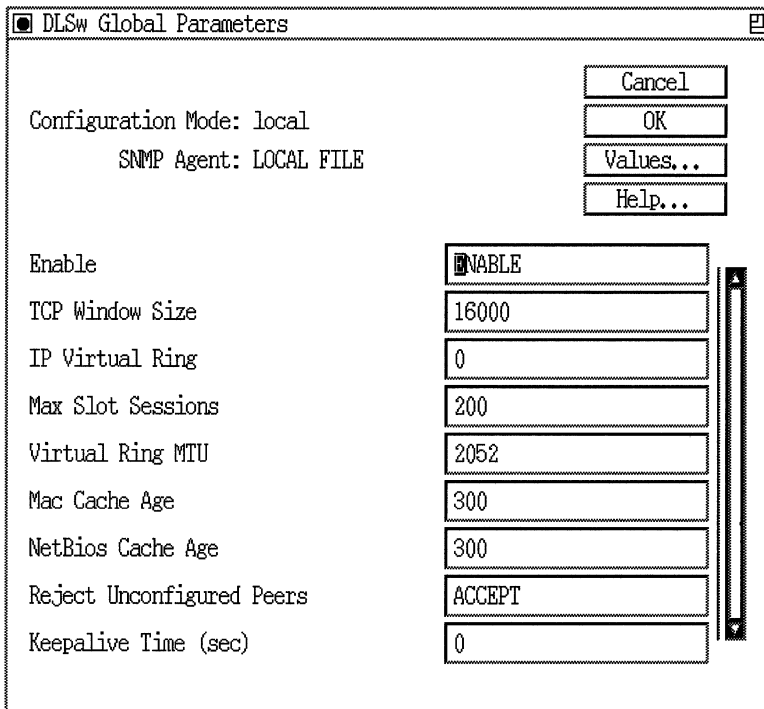 DLSw Global Parameters
Cancel
Configuration Mode: local
OK
SNMP Agent: LOCAL FILE
Values...
Help...
Enable ENABLE
TCP Window Size 16000
IP Virtual Ring 0
Max Slot Sessions 200
Virtual Ring MTU 2052
Mac Cache Age 300
NetBios Cache Age 300
Reject Unconfigured Peers ACCEPT
Keepalive Time (sec) 0